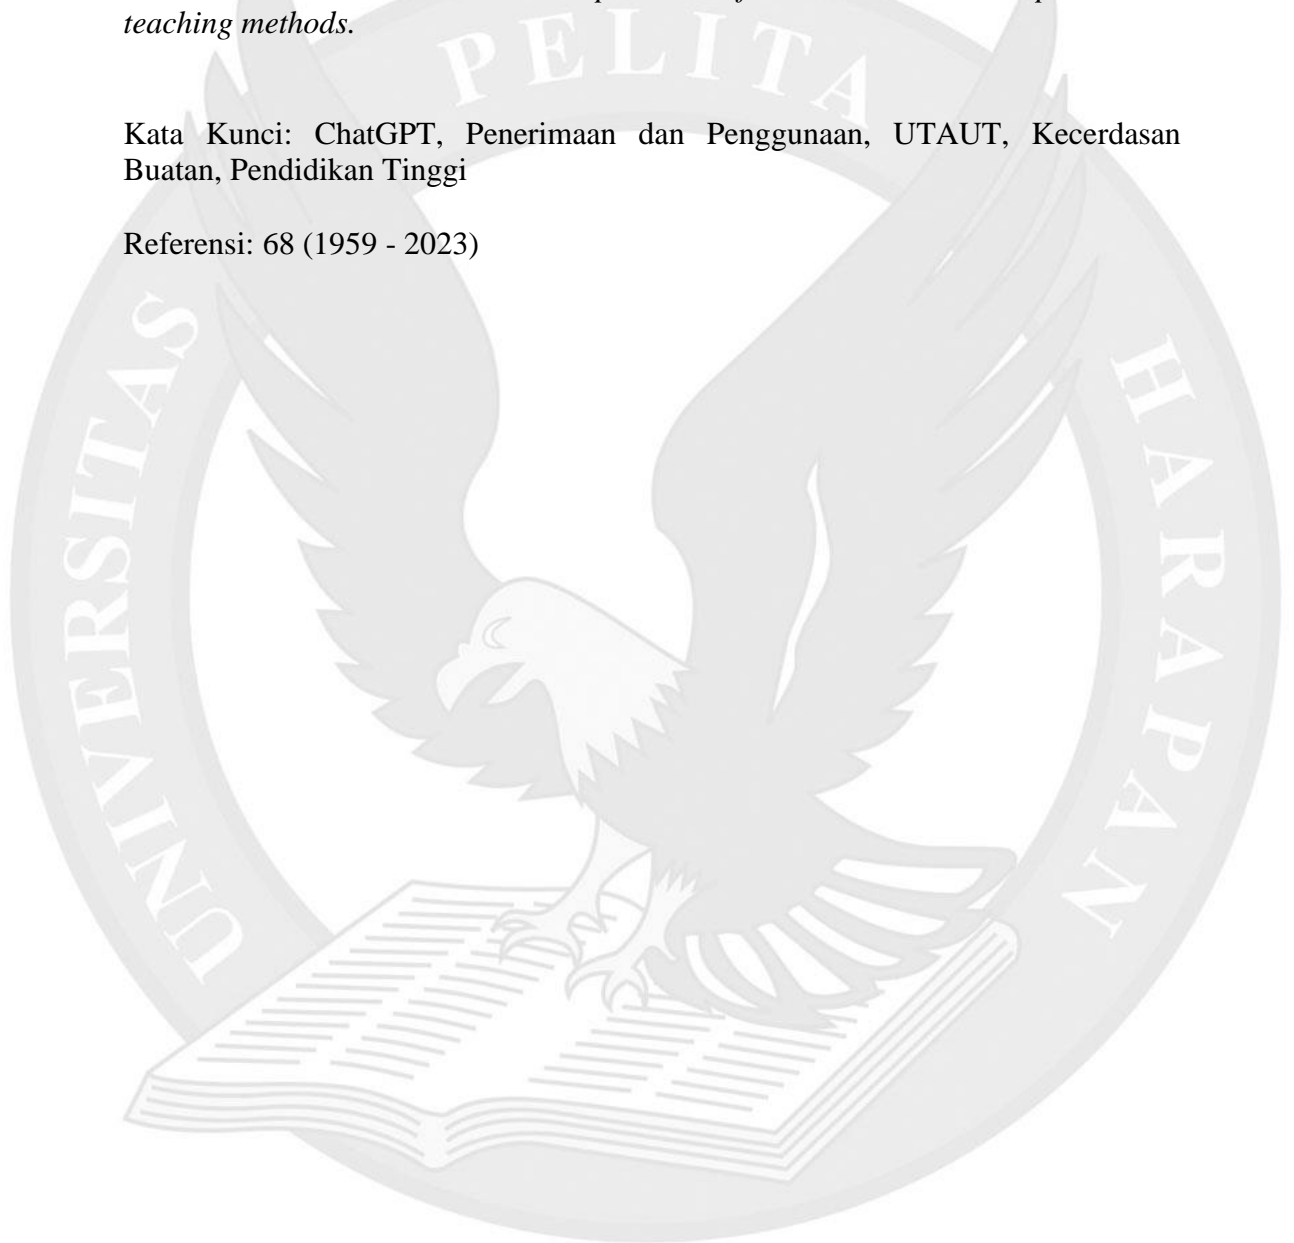 teaching methods.
PELITA
Kata Kunci: ChatGPT, Penerimaan dan Penggunaan, UTAUT, Kecerdasan
Buatan, Pendidikan Tinggi
Referensi: 68 (1959 - 2023)
UNIVERSITAS
HARAPAN